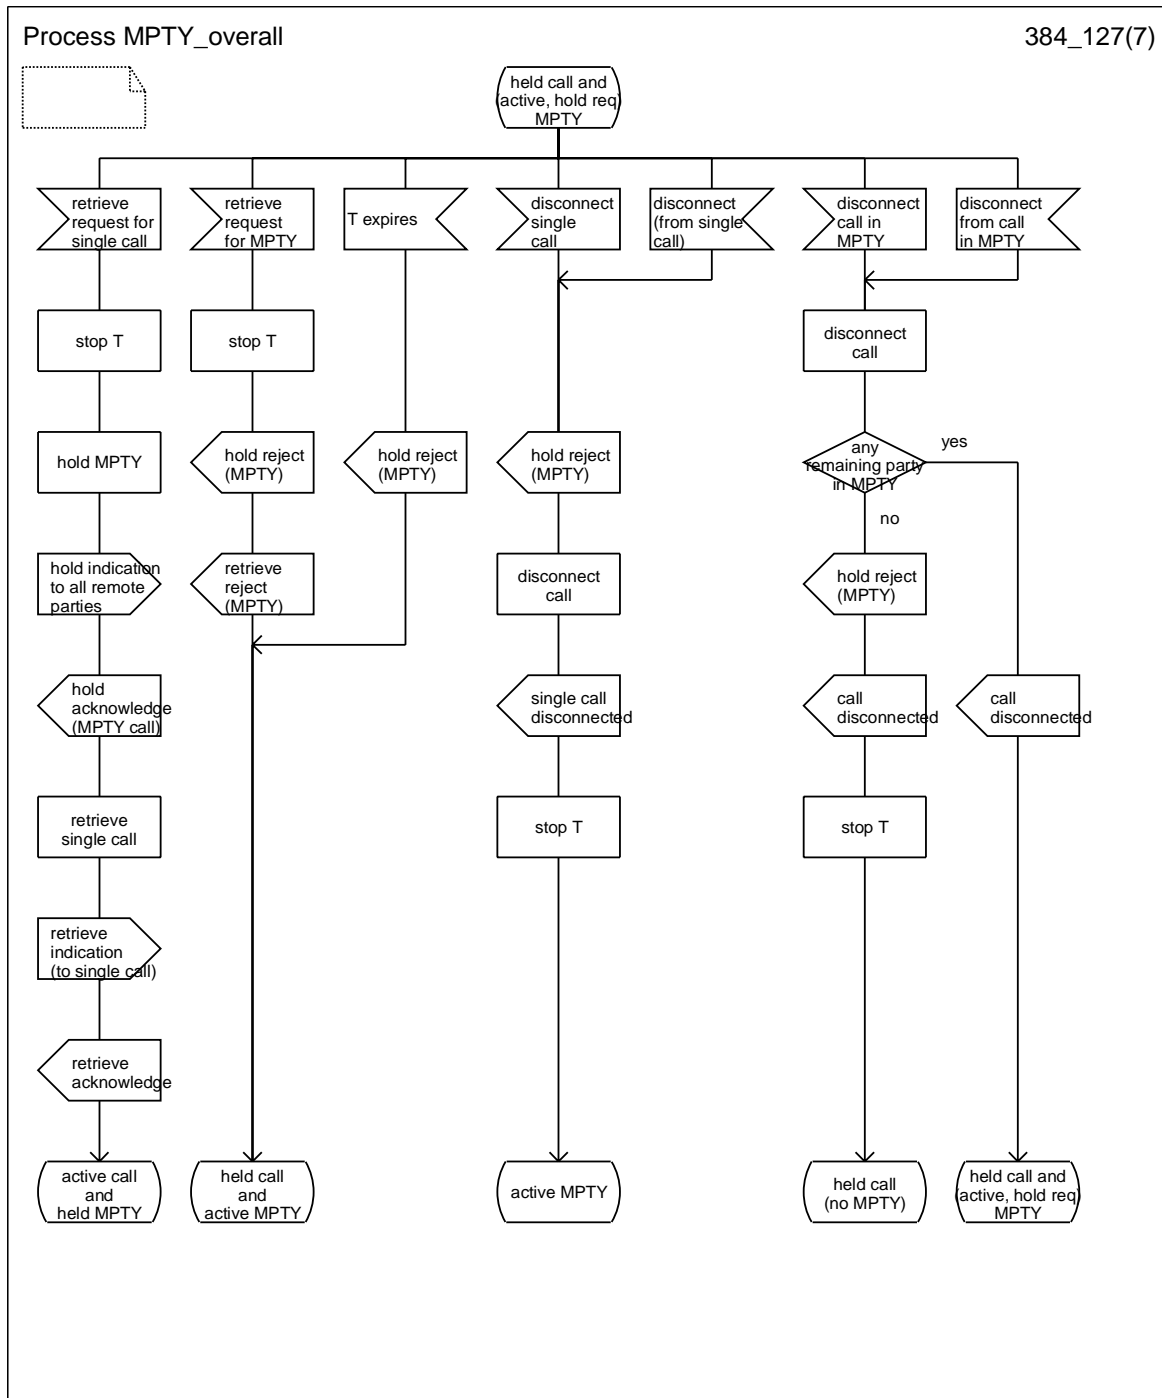 Process MPTY_overall
384_127(7)
held call and
(active, hold req)
MPTY
retrieve
request for
single call
retrieve
request
for MPTY
T expires
disconnect
single
call
disconnect
(from single
call)
disconnect
call in
MPTY
disconnect
from call
in MPTY
stop T
stop T
disconnect
call
hold MPTY
hold reject
(MPTY)
hold reject
(MPTY)
hold reject
(MPTY)
any
remaining party
in MPTY
yes
no
hold indication
to all remote
parties
retrieve
reject
(MPTY)
disconnect
call
hold reject
(MPTY)
hold
acknowledge
(MPTY call)
single call
disconnected
call
disconnected
call
disconnected
retrieve
single call
stop T
stop T
retrieve
indication
(to single call)
retrieve
acknowledge
active call
and
held MPTY
held call
and
active MPTY
active MPTY
held call
(no MPTY)
held call and
(active, hold req)
MPTY